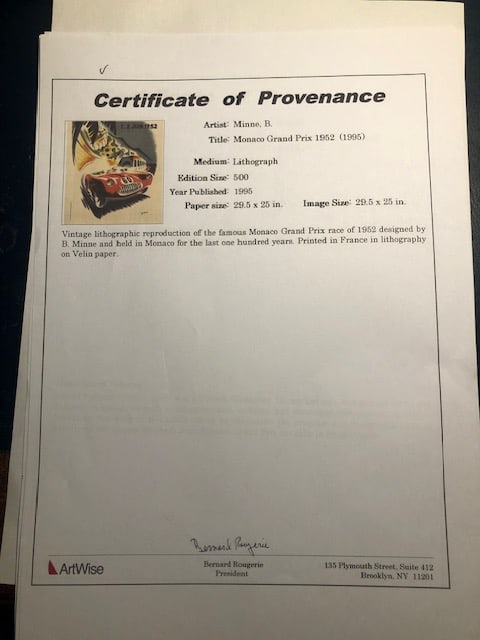 Certificate of Provenance
1-2 JUIN 1952
Artist: Minne, B.
Title: Monaco Grand Prix 1952 (1995)
Medium: Lithograph
Edition Size: 500
Year Published: 1995
Paper size: 29.5 x 25 in. Image Size: 29.5 x 25 in.
Vintage lithographic reproduction of the famous Monaco Grand Prix race of 1952 designed by
B. Minne and held in Monaco for the last one hundred years. Printed in France in lithography
on Velin paper.
Bernard Rougerie
ArtWise
Bernard Rougerie
President
135 Plymouth Street, Suite 412
Brooklyn, NY 11201